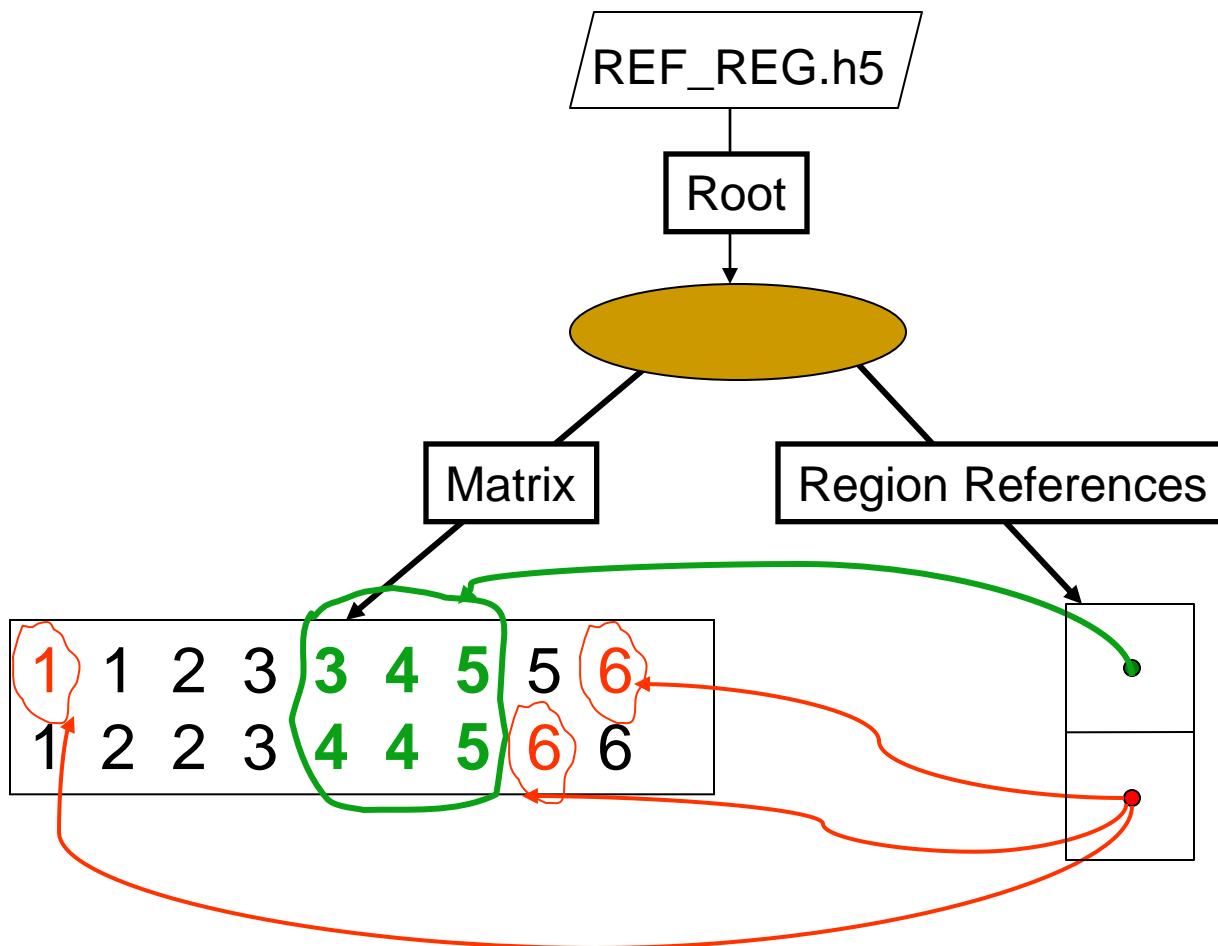 REF_REG.h5
Root
Matrix
Region References
1 1 2 3 3 4 5 5 6
1 2 2 3 4 4 5 6 6